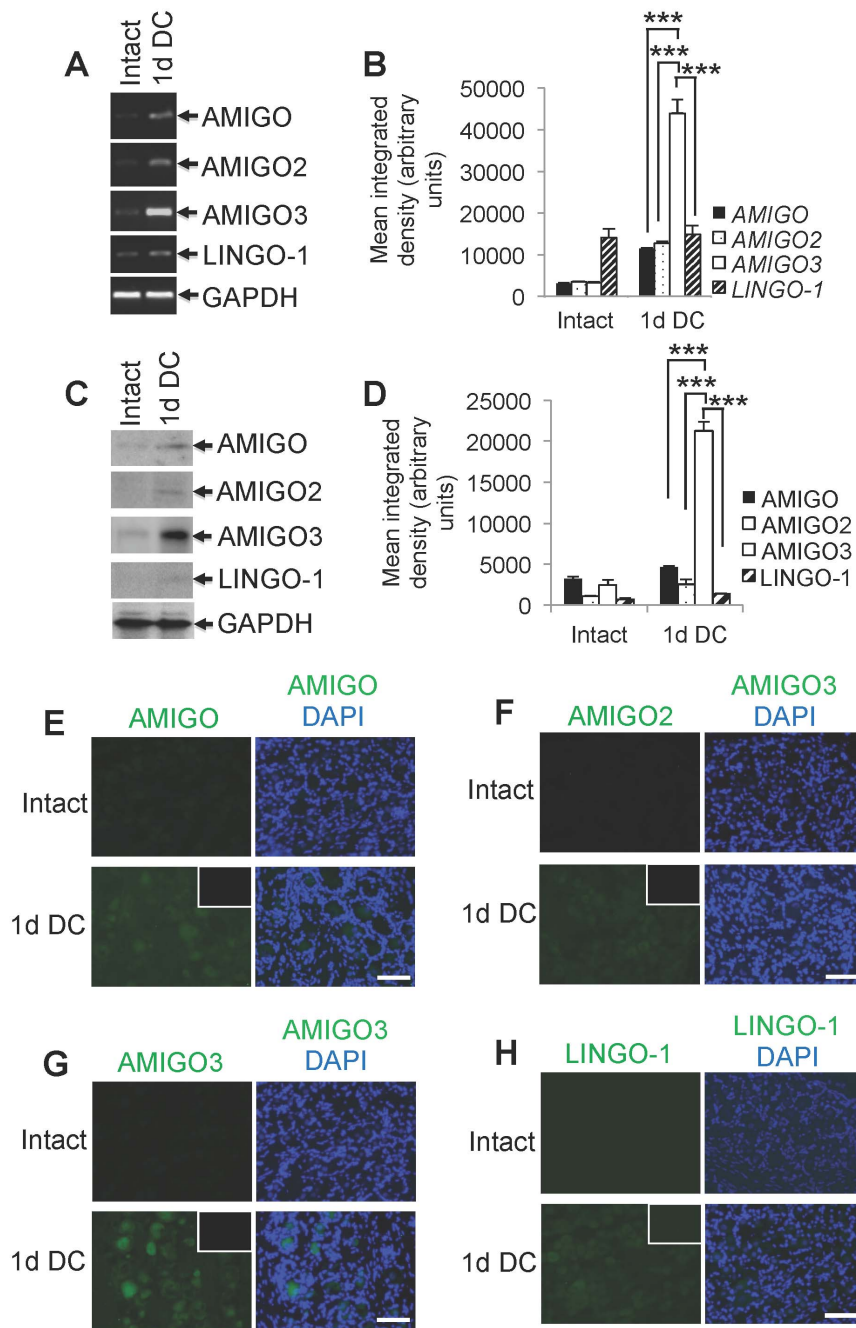 A
Intact
1d DC
AMIGO
AMIGO2
AMIGO3
LINGO-1
GAPDH
B
Mean integrated
density (arbitrary
units)
50000
40000
30000
20000
10000
0
***
***
***
Intact
1d DC
AMIGO
AMIGO2
AMIGO3
LINGO-1
C
Intact
1d DC
AMIGO
AMIGO2
AMIGO3
LINGO-1
GAPDH
D
Mean integrated
density (arbitrary
units)
25000
20000
15000
10000
5000
0
***
***
***
Intact
1d DC
AMIGO
AMIGO2
AMIGO3
LINGO-1
E
AMIGO
AMIGO
DAPI
Intact
1d DC
F
AMIGO2
AMIGO3
DAPI
Intact
1d DC
G
AMIGO3
AMIGO3
DAPI
Intact
1d DC
H
LINGO-1
LINGO-1
DAPI
Intact
1d DC